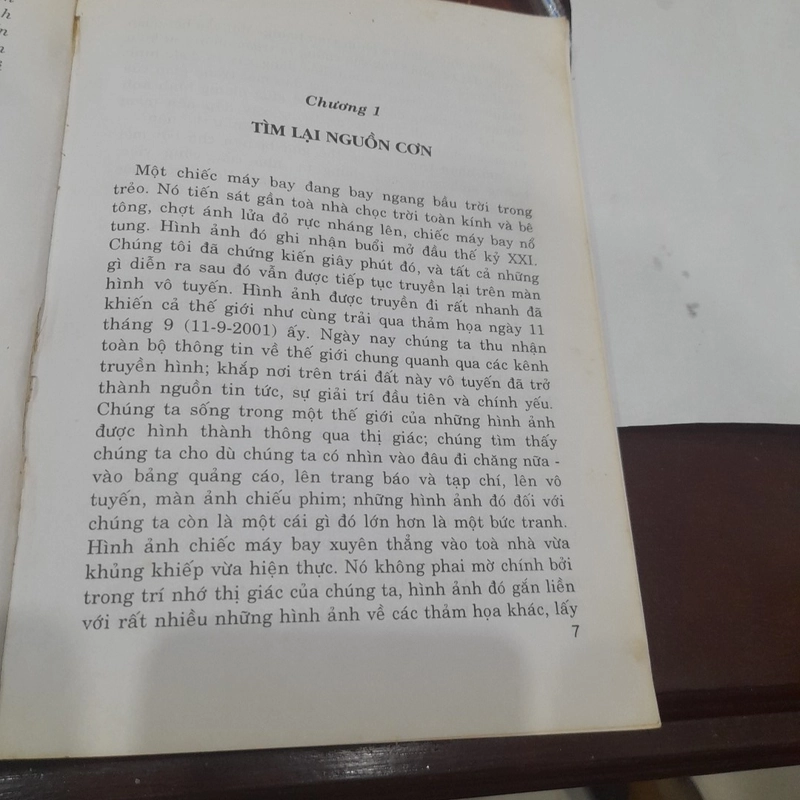 h
n
n
i
Chương 1
TÌM LẠI NGUỒN CƠN
Một chiếc máy bay đang bay ngang bầu trời trong
trẻo. Nó tiến sát gần toà nhà chọc trời toàn kính và bê
tông, chợt ánh lửa đỏ rực nháng lên, chiếc máy bay nổ
tung. Hình ảnh đó ghi nhận buổi mở đầu thế kỷ XXI.
Chúng tôi đã chứng kiến giây phút đó, và tất cả những
gì diễn ra sau đó vẫn được tiếp tục truyền lại trên màn
hình vô tuyến. Hình ảnh được truyền đi rất nhanh đã
khiến cả thế giới như cùng trải qua thảm họa ngày 11
tháng 9 (11-9-2001) ấy. Ngày nay chúng ta thu nhận
toàn bộ thông tin về thế giới chung quanh qua các kênh
truyền hình; khắp nơi trên trái đất này vô tuyến đã trở
thành nguồn tin tức, sự giải trí đầu tiên và chính yếu.
Chúng ta sống trong một thế giới của những hình ảnh
được hình thành thông qua thị giác; chúng tìm thấy
chúng ta cho dù chúng ta có nhìn vào đâu đi chăng nữa -
vào bảng quảng cáo, lên trang báo và tạp chí, lên vô
tuyến, màn ảnh chiếu phim; những hình ảnh đó đối với
chúng ta còn là một cái gì đó lớn hơn là một bức tranh.
Hình ảnh chiếc máy bay xuyên thẳng vào toà nhà vừa
khủng khiếp vừa hiện thực. Nó không phai mờ chính bởi
trong trí nhớ thị giác của chúng ta, hình ảnh đó gắn liền
với rất nhiều những hình ảnh về các thảm họa khác, lấy
7